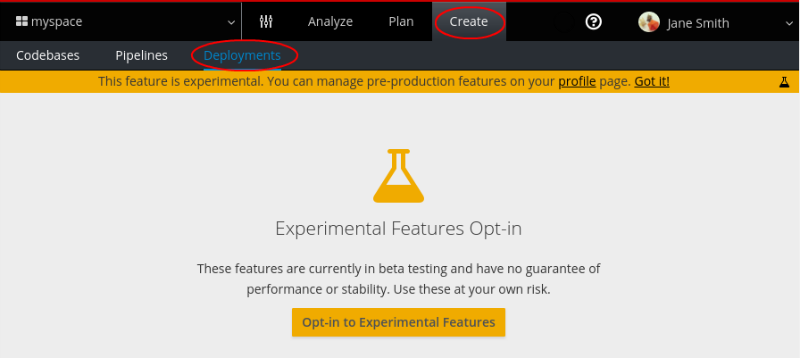 myspace Analyze Plan Create Jane Smith
Codebases Pipelines Deployments
This feature is experimental. You can manage pre-production features on your profile page. Got it!
Experimental Features Opt-in
These features are currently in beta testing and have no guarantee of
performance or stability. Use these at your own risk.
Opt-in to Experimental Features